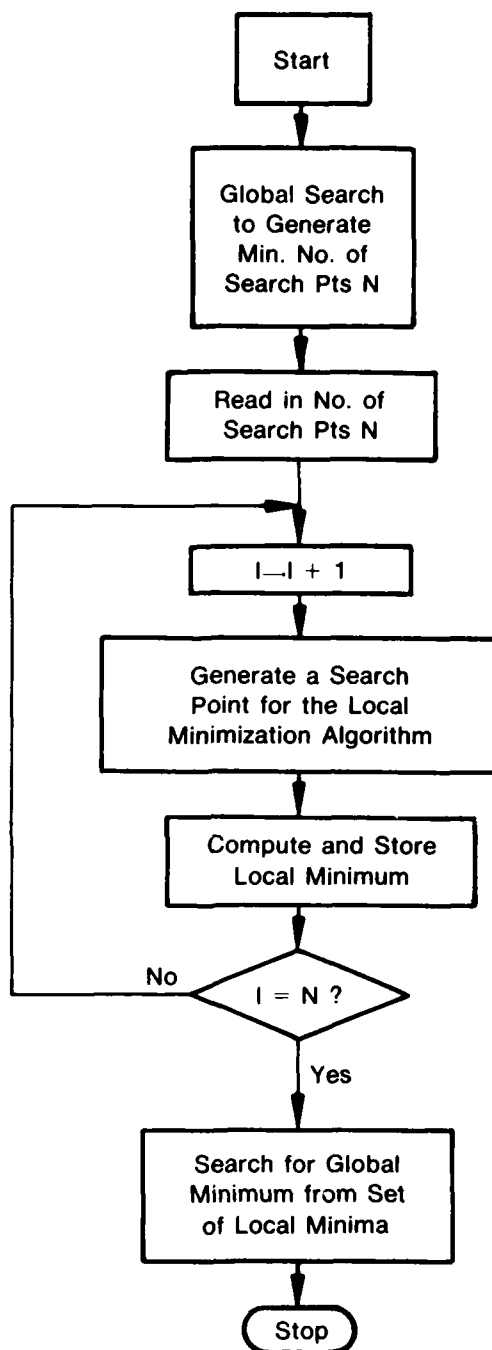 Start
Global Search
to Generate
Min. No. of
Search Pts N
Read in No. of
Search Pts N
I→I + 1
Generate a Search
Point for the Local
Minimization Algorithm
Compute and Store
Local Minimum
No
I = N ?
Yes
Search for Global
Minimum from Set
of Local Minima
Stop